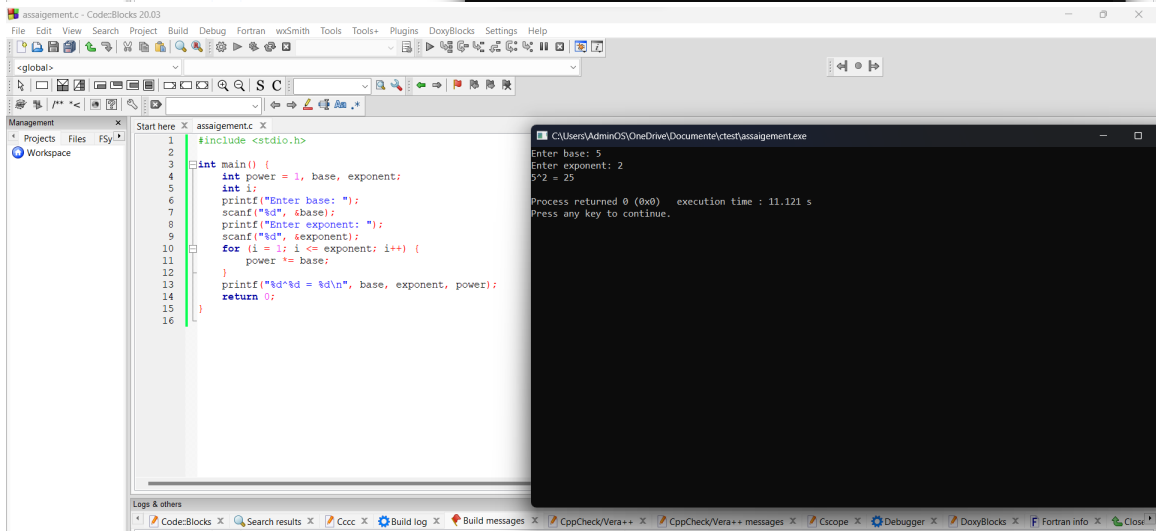 assaigement.c - Code::Blocks 20.03
File Edit View Search Project Build Debug Fortran wxSmith Tools Tools+ Plugins DoxyBlocks Settings Help
<global>
S C
/** *<
Aa .*
Management
Projects Files FSy
Workspace
Start here X assaigement.c X
1 #include <stdio.h>
2
3 int main() {
4 int power = 1, base, exponent;
5 int i;
6 printf("Enter base: ");
7 scanf("%d", &base);
8 printf("Enter exponent: ");
9 scanf("%d", &exponent);
10 for (i = 1; i <= exponent; i++) {
11 power *= base;
12 }
13 printf("%d^%d = %d\n", base, exponent, power);
14 return 0;
15 }
16
C:\Users\AdminOS\OneDrive\Documente\ctest\assaigement.exe
Enter base: 5
Enter exponent: 2
5^2 = 25
Process returned 0 (0x0) execution time : 11.121 s
Press any key to continue.
Logs & others
Code::Blocks X Search results X Cccc X Build log X Build messages X CppCheck/Vera++ X CppCheck/Vera++ messages X Cscope X Debugger X DoxyBlocks X Fortran info X Close